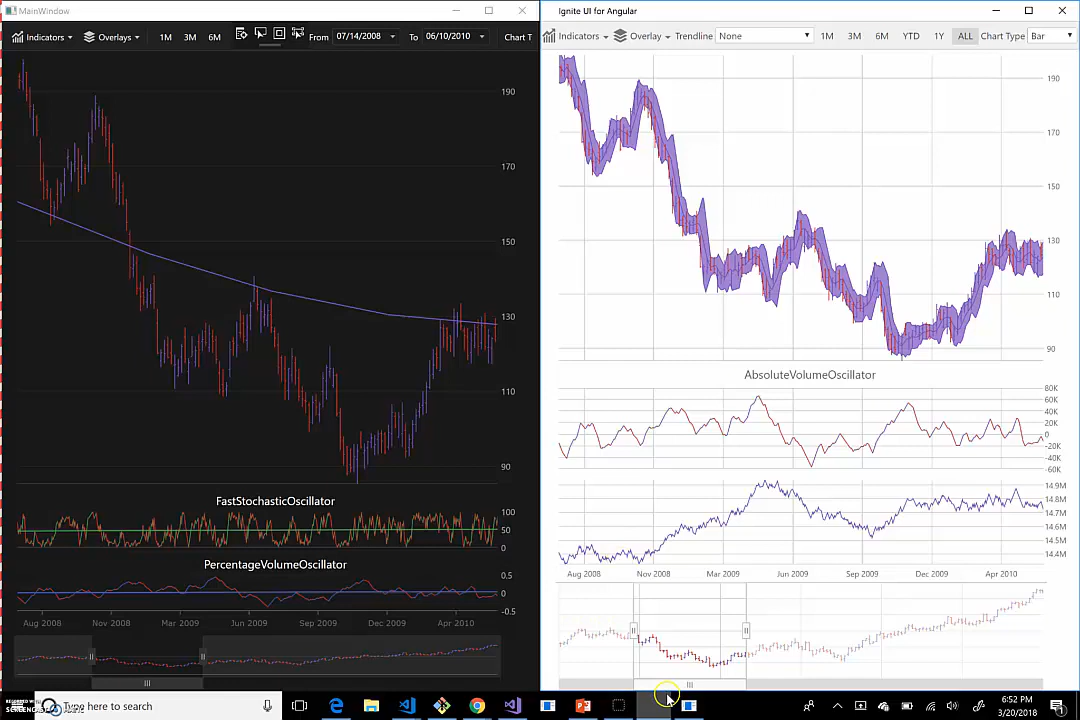 MainWindow
Indicators
Overlays
1M
3M
6M
From
07/14/2008
To
06/10/2010
Chart T
190
170
150
130
110
90
FastStochasticOscillator
100
50
0
PercentageVolumeOscillator
0.5
0
-0.5
Aug 2008
Nov 2008
Mar 2009
Jun 2009
Sep 2009
Dec 2009
Apr 2010
Ignite UI for Angular
Indicators
Overlay
Trendline
None
1M
3M
6M
YTD
1Y
ALL
Chart Type
Bar
190
170
150
130
110
90
AbsoluteVolumeOscillator
80K
60K
40K
20K
0
-20K
-40K
-60K
14.9M
14.8M
14.7M
14.6M
14.5M
14.4M
Aug 2008
Nov 2008
Mar 2009
Jun 2009
Sep 2009
Dec 2009
Apr 2010
RECORDED WITH
Type here to search
6:52 PM
3/20/2018